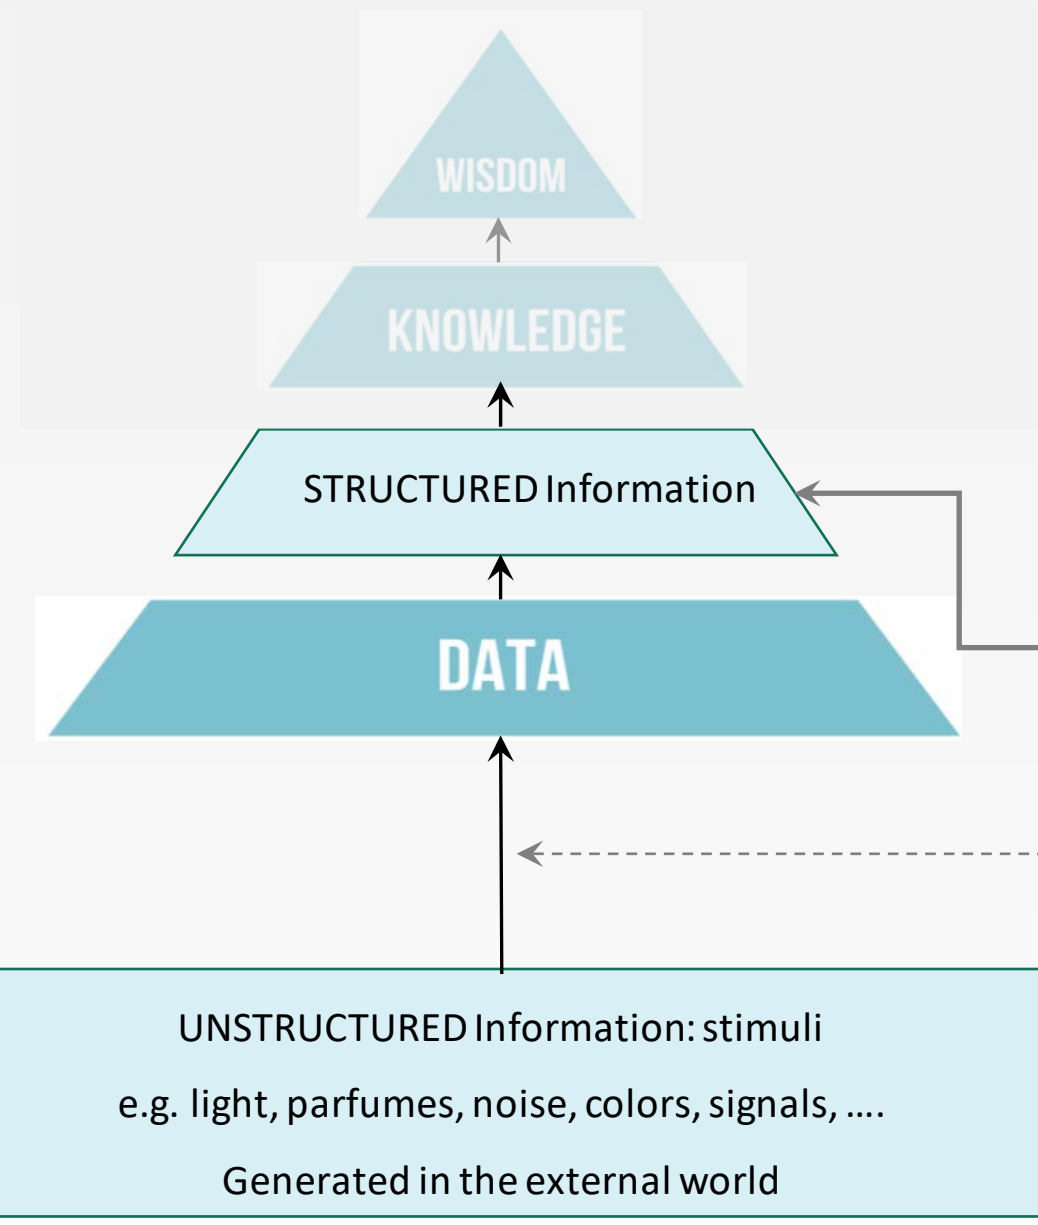 WISDOM
KNOWLEDGE
STRUCTURED Information
DATA
UNSTRUCTURED Information: stimuli
e.g. light, parfumes, noise, colors, signals, ....
Generated in the external world